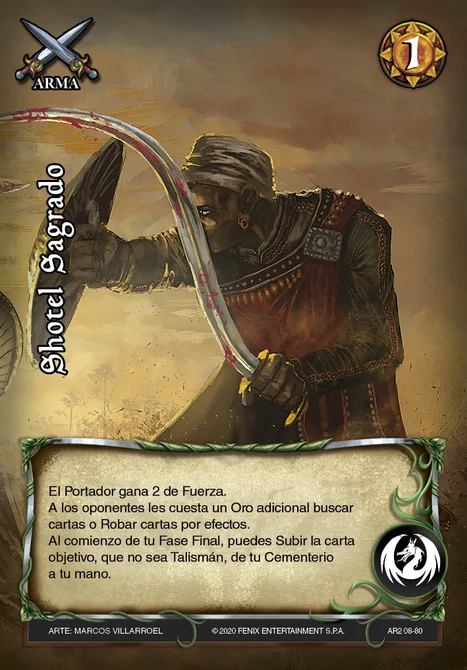 ARMA
1
Shotel Sagrado
El Portador gana 2 de Fuerza.
A los oponentes les cuesta un Oro adicional buscar
cartas o Robar cartas por efectos.
Al comienzo de tu Fase Final, puedes Subir la carta
objetivo, que no sea Talismán, de tu Cementerio
a tu mano.
ARTE: MARCOS VILLARROEL
©2020 FENIX ENTERTAINMENT S.P.A.
AR2 08-80